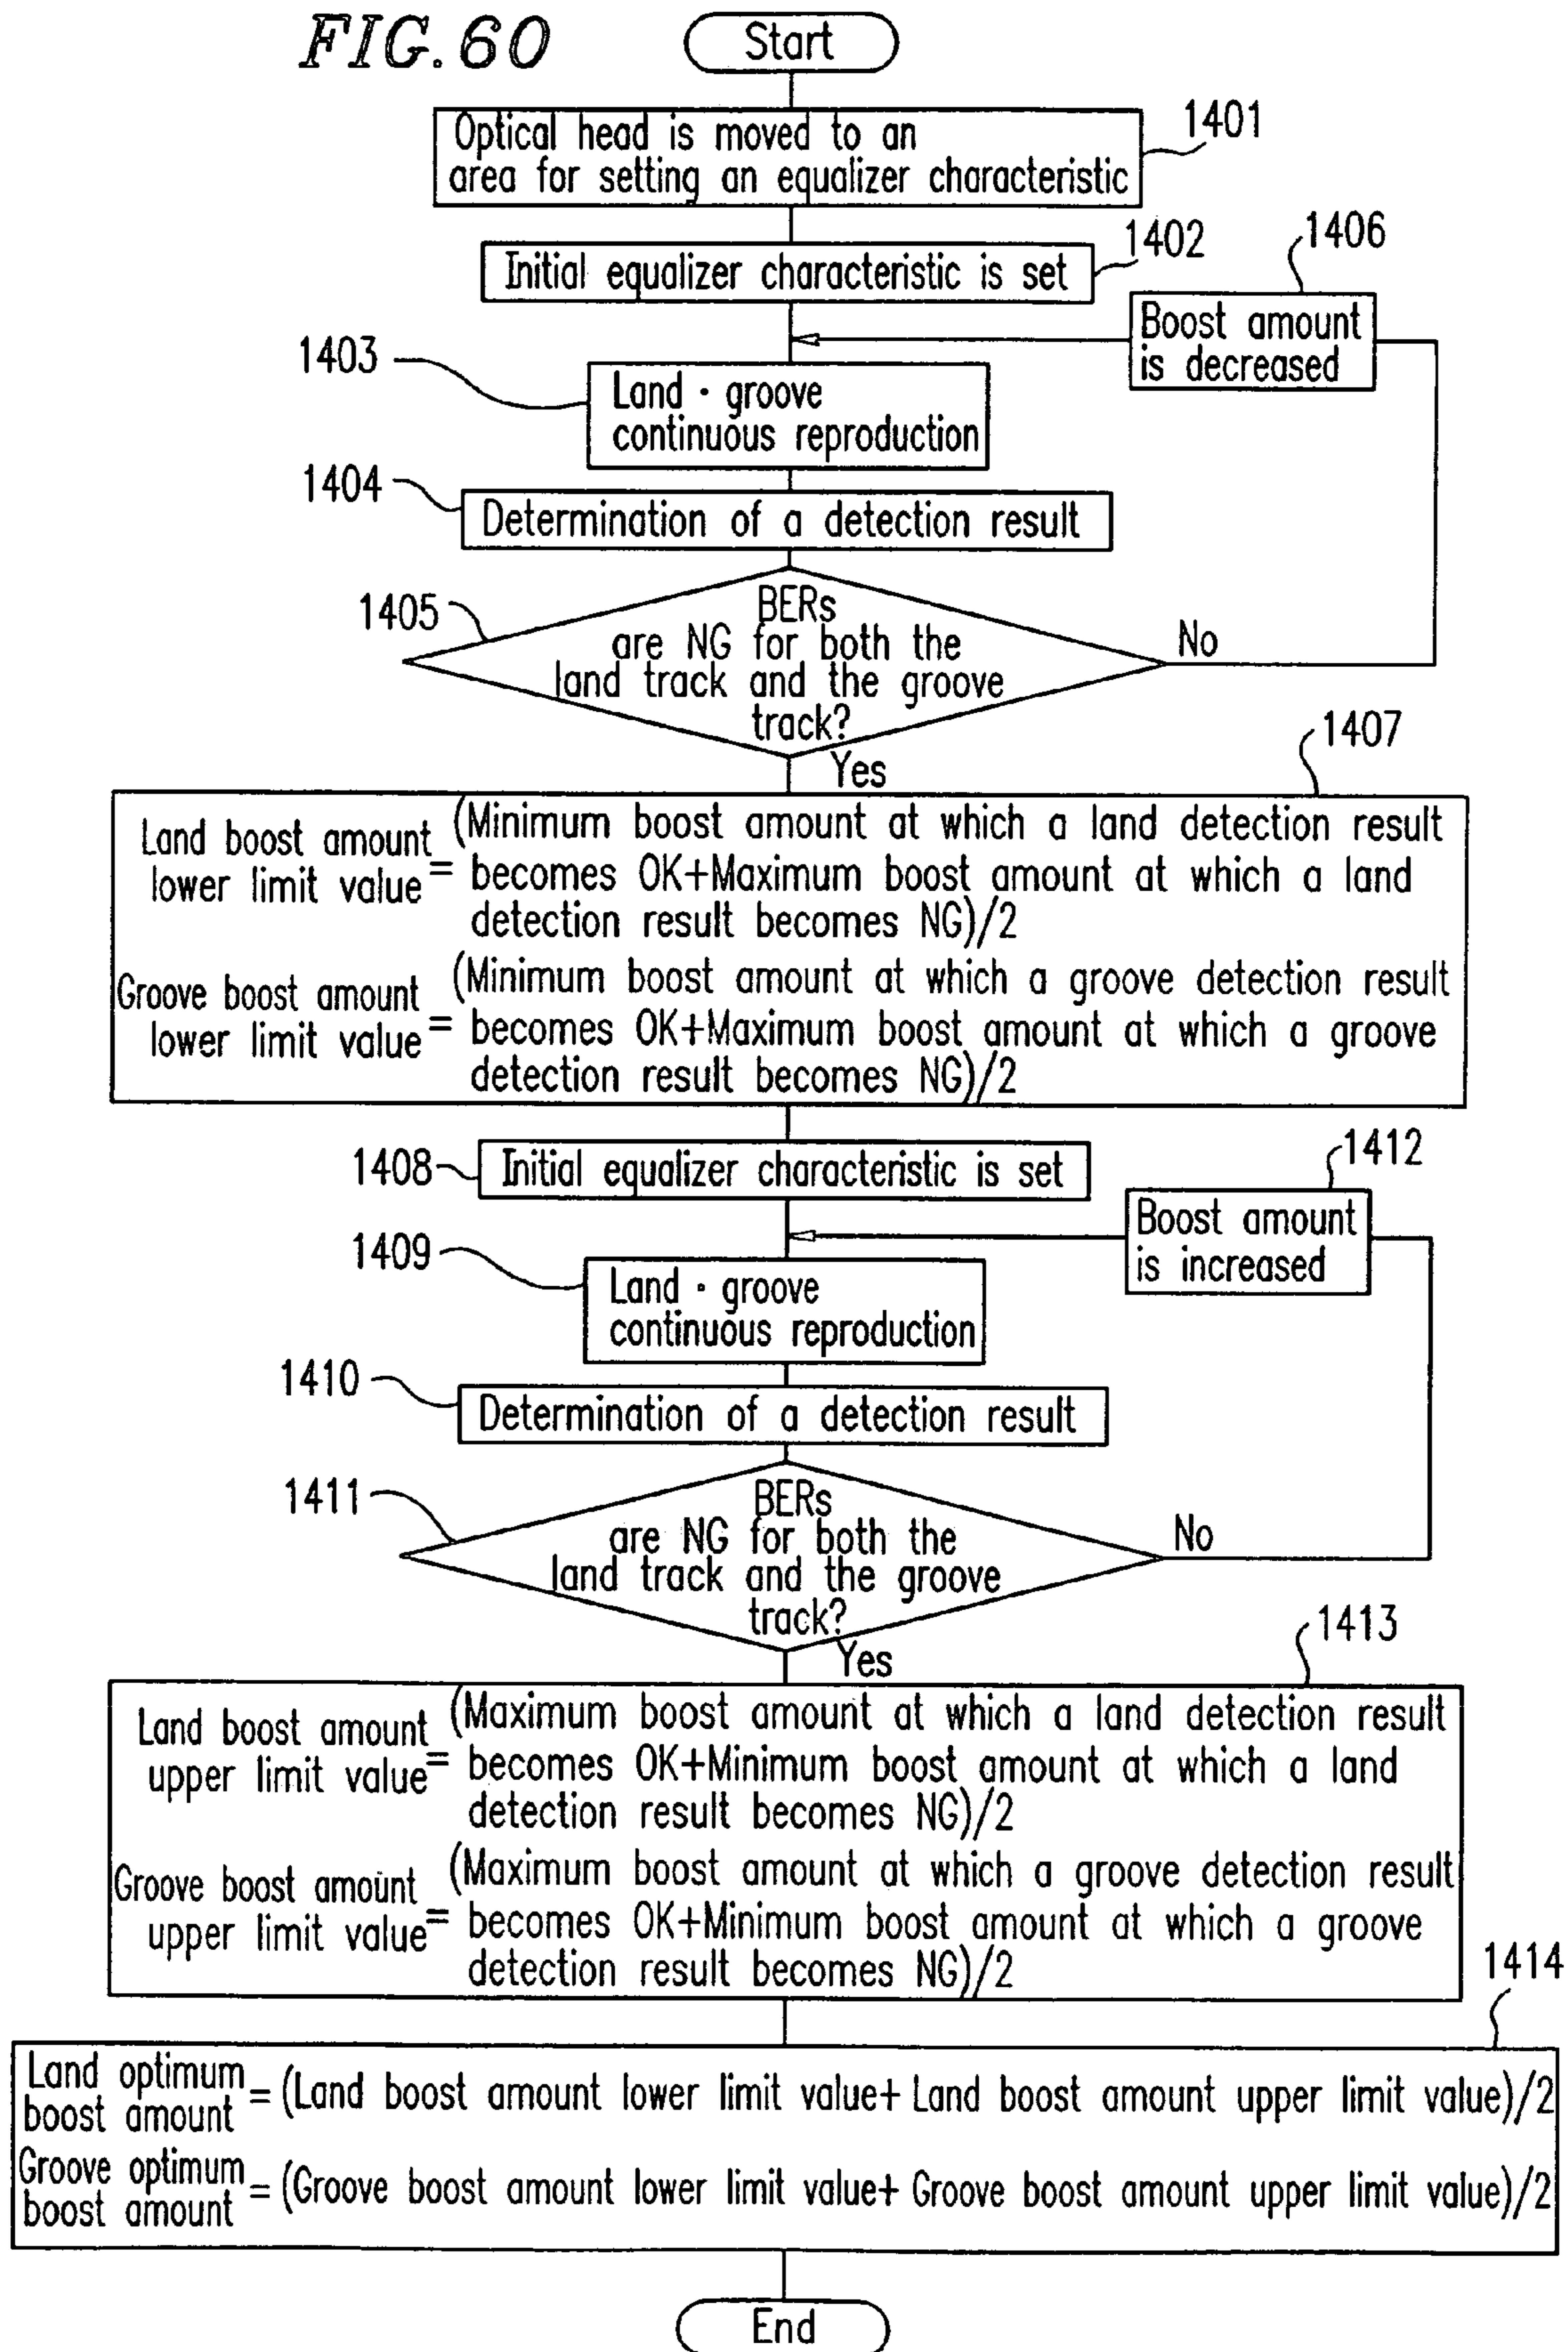 FIG. 60
Start
Optical head is moved to an
area for setting an equalizer characteristic
1401
Initial equalizer characteristic is set
1402
1406
Boost amount
is decreased
1403
Land · groove
continuous reproduction
1404
Determination of a detection result
1405
BERs
are NG for both the
land track and the groove
track?
No
Yes
1407
Land boost amount
lower limit value
=
(Minimum boost amount at which a land detection result
becomes OK+Maximum boost amount at which a land
detection result becomes NG)/2
Groove boost amount
lower limit value
=
(Minimum boost amount at which a groove detection result
becomes OK+Maximum boost amount at which a groove
detection result becomes NG)/2
1408
Initial equalizer characteristic is set
1412
Boost amount
is increased
1409
Land · groove
continuous reproduction
1410
Determination of a detection result
1411
BERs
are NG for both the
land track and the groove
track?
No
Yes
1413
Land boost amount
upper limit value
=
(Maximum boost amount at which a land detection result
becomes OK+Minimum boost amount at which a land
detection result becomes NG)/2
Groove boost amount
upper limit value
=
(Maximum boost amount at which a groove detection result
becomes OK+Minimum boost amount at which a groove
detection result becomes NG)/2
1414
Land optimum
boost amount
= (Land boost amount lower limit value+ Land boost amount upper limit value)/2
Groove optimum
boost amount
= (Groove boost amount lower limit value+ Groove boost amount upper limit value)/2
End